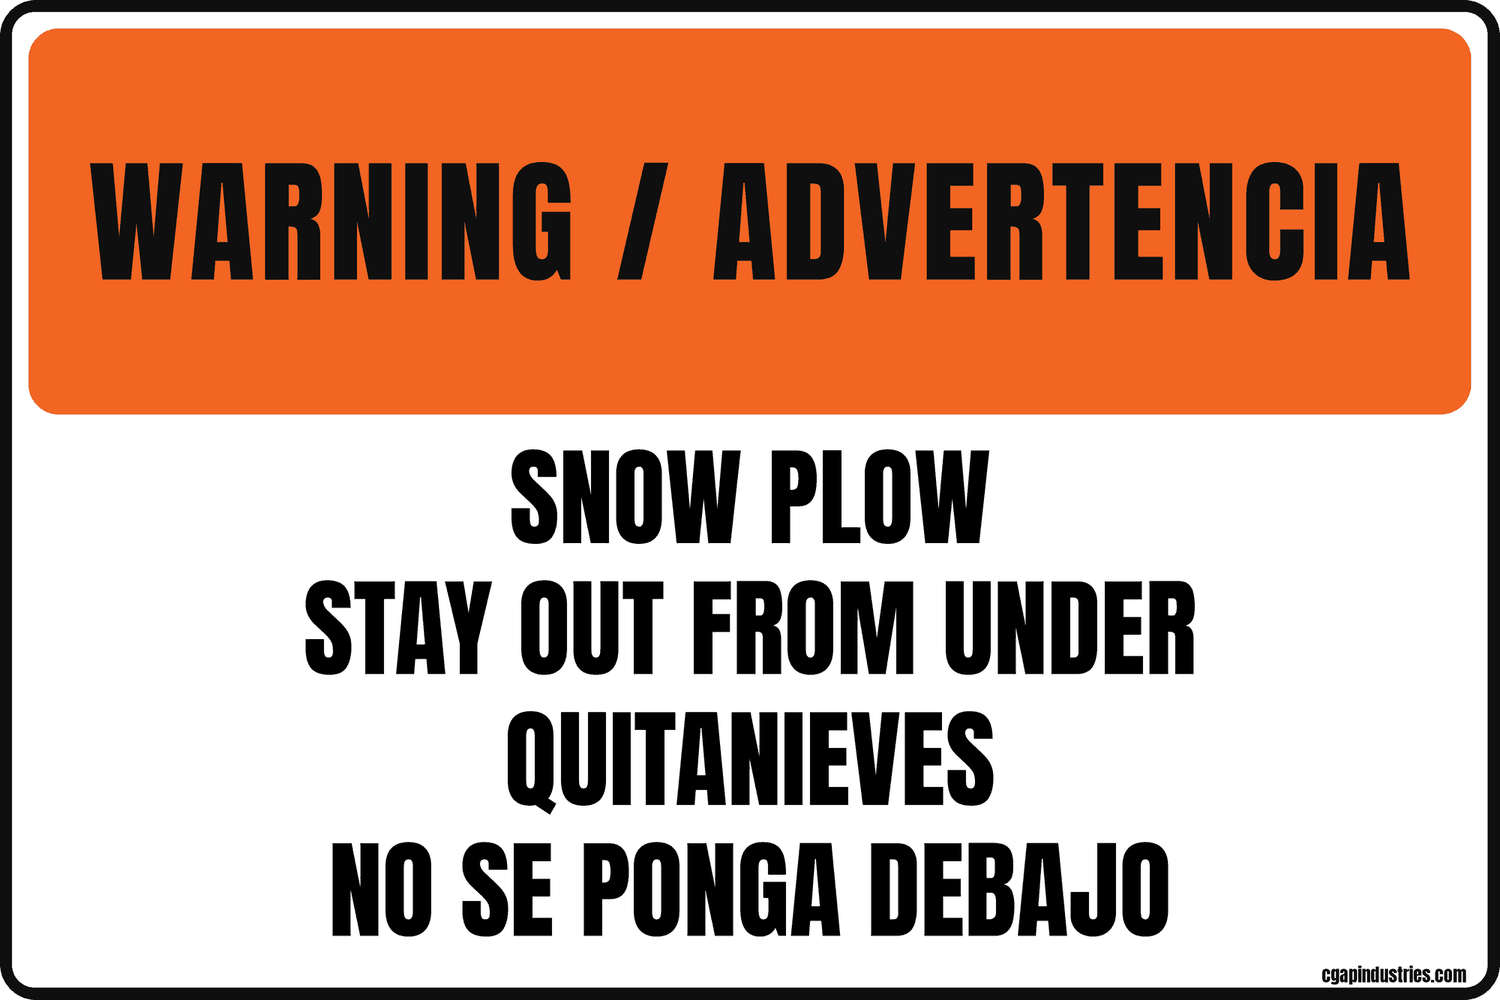 WARNING / ADVERTENCIA
SNOW PLOW
STAY OUT FROM UNDER
QUITANIEVES
NO SE PONGA DEBAJO
cgapindustries.com